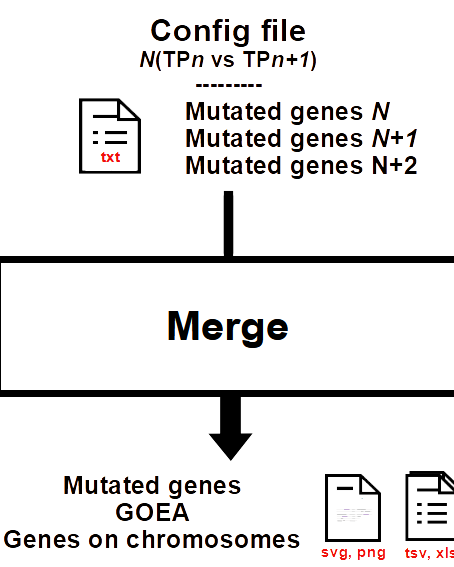 Config file
N(TPn vs TPn+1)
---------
Mutated genes N
Mutated genes N+1
Mutated genes N+2
txt
Merge
Mutated genes
GOEA
Genes on chromosomes
svg, png
tsv, xls